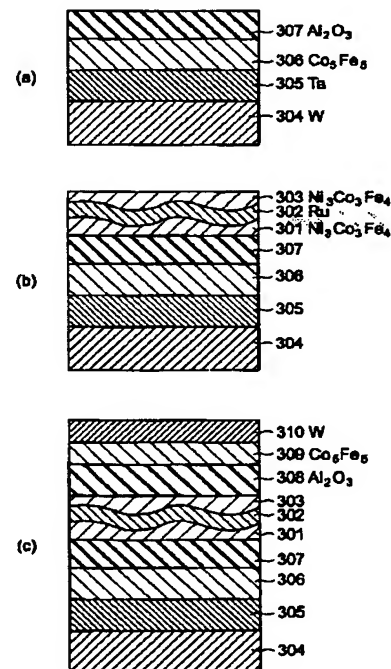 (a)
307 Al₂O₃
306 Co₅Fe₅
305 Ta
304 W
(b)
303 Ni₃Co₃Fe₄
302 Ru
301 Ni₃Co₃Fe₄
307
306
305
304
(c)
310 W
309 Co₅Fe₅
308 Al₂O₃
303
302
301
307
306
305
304